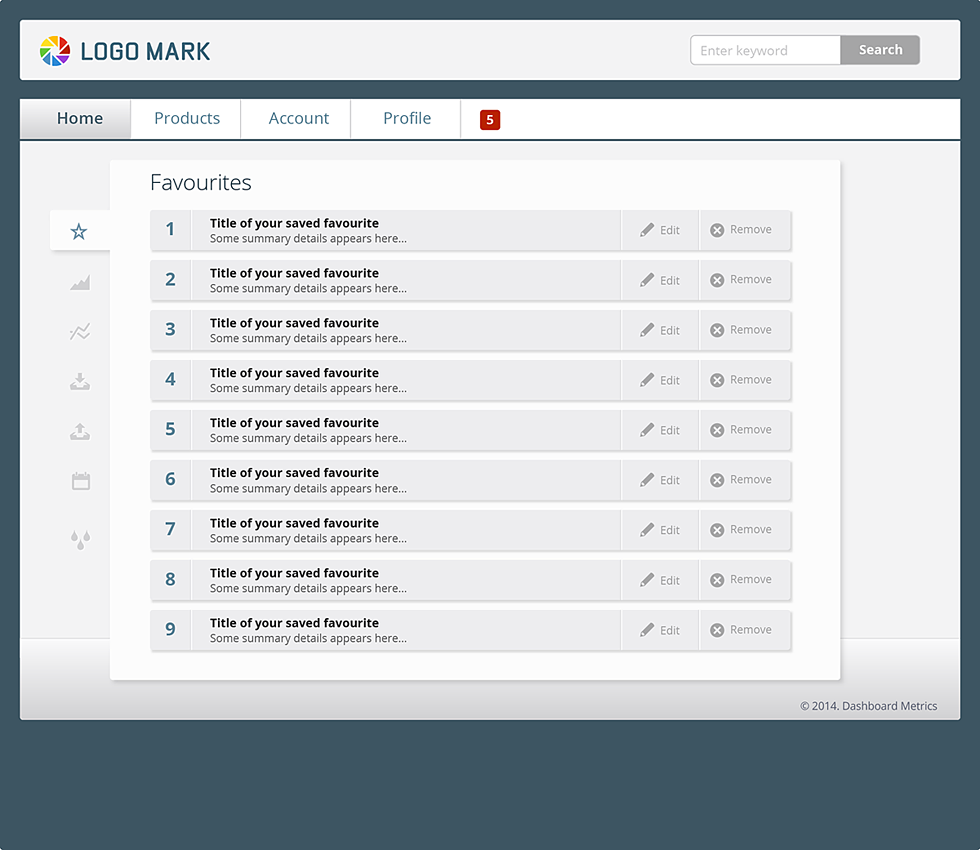 LOGO MARK
Enter keyword
Search
Home
Products
Account
Profile
5
Favourites
1
Title of your saved favourite
Some summary details appears here...
Edit
Remove
2
Title of your saved favourite
Some summary details appears here...
Edit
Remove
3
Title of your saved favourite
Some summary details appears here...
Edit
Remove
4
Title of your saved favourite
Some summary details appears here...
Edit
Remove
5
Title of your saved favourite
Some summary details appears here...
Edit
Remove
6
Title of your saved favourite
Some summary details appears here...
Edit
Remove
7
Title of your saved favourite
Some summary details appears here...
Edit
Remove
8
Title of your saved favourite
Some summary details appears here...
Edit
Remove
9
Title of your saved favourite
Some summary details appears here...
Edit
Remove
© 2014. Dashboard Metrics